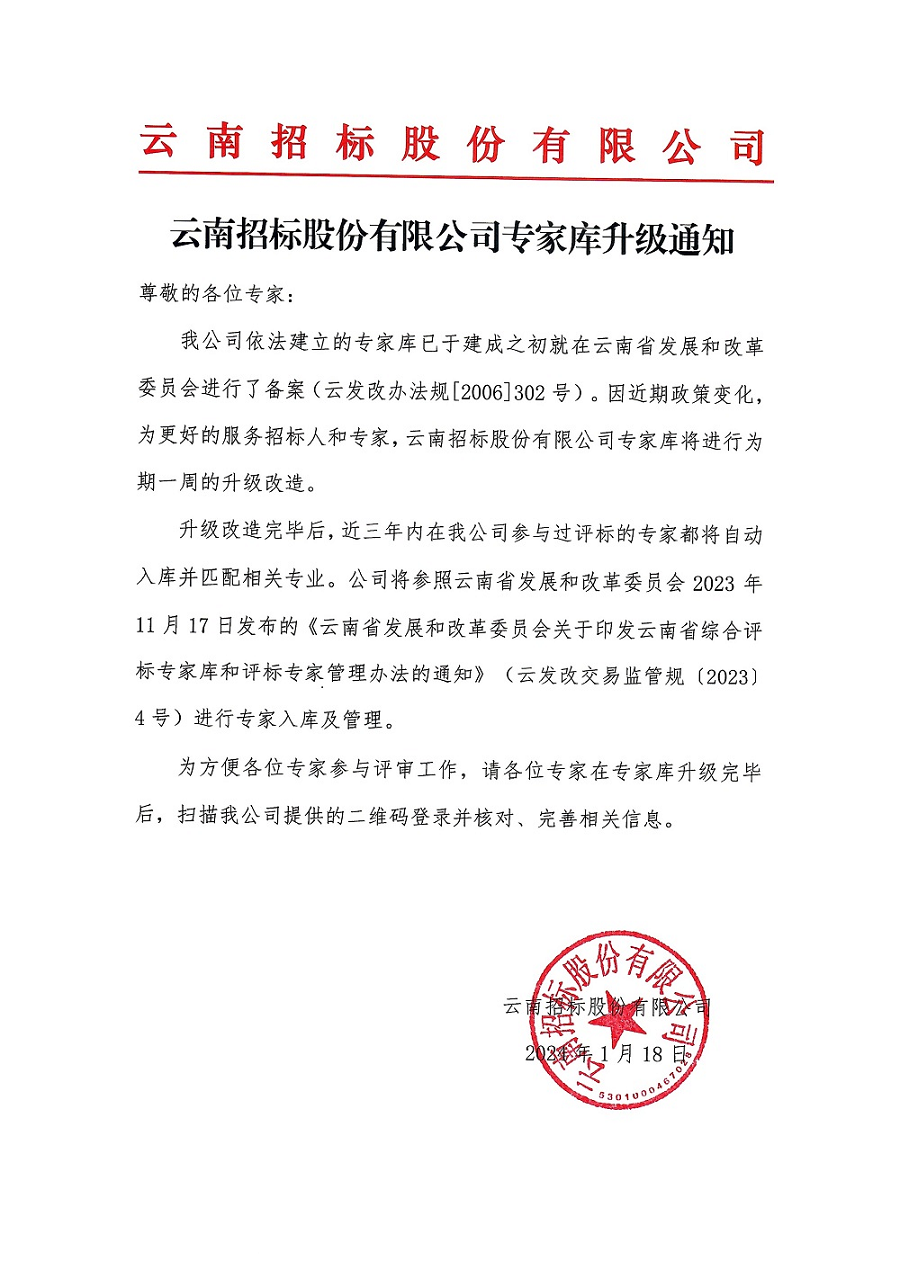 云南招标股份有限公司
云南招标股份有限公司专家库升级通知
尊敬的各位专家：
我公司依法建立的专家库已于建成之初就在云南省发展和改革
委员会进行了备案（云发改办法规[2006]302号）。因近期政策变化，
为更好的服务招标人和专家，云南招标股份有限公司专家库将进行为
期一周的升级改造。
升级改造完毕后，近三年内在我公司参与过评标的专家都将自动
入库并匹配相关专业。公司将参照云南省发展和改革委员会2023年
11月17日发布的《云南省发展和改革委员会关于印发云南省综合评
标专家库和评标专家管理办法的通知》（云发改交易监管规〔2023〕
4号）进行专家入库及管理。
为方便各位专家参与评审工作，请各位专家在专家库升级完毕
后，扫描我公司提供的二维码登录并核对、完善相关信息。
云南招标股份有限公司
2024年1月18日
云南招标股份有限公司
5301000467028